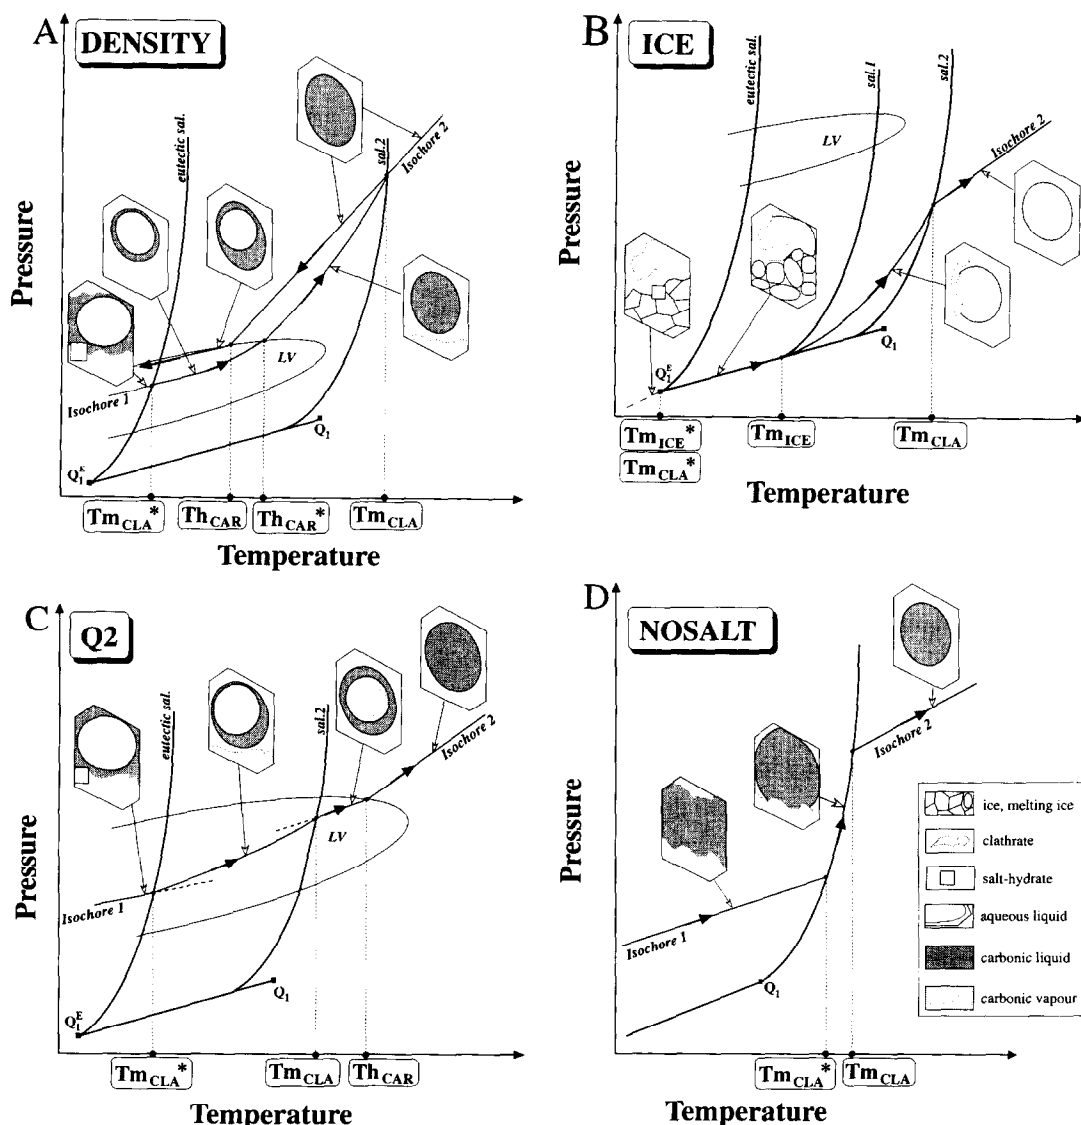 A
DENSITY
Pressure
eutectic sal.
sal.2
Isochore 2
Isochore 1
LV
Q1
Q1E
TmCLA*
ThCAR
ThCAR*
TmCLA
Temperature
B
ICE
Pressure
eutectic sal.
sal.1
sal.2
LV
Isochore 2
Q1
Q1E
TmICE*
TmCLA*
TmICE
TmCLA
Temperature
C
Q2
Pressure
eutectic sal.
sal.2
Isochore 2
LV
Isochore 1
Q1
Q1E
TmCLA*
TmCLA
ThCAR
Temperature
D
NOSALT
Pressure
Isochore 2
Isochore 1
Q1
TmCLA*
TmCLA
Temperature
ice, melting ice
clathrate
salt-hydrate
aqueous liquid
carbonic liquid
carbonic vapour